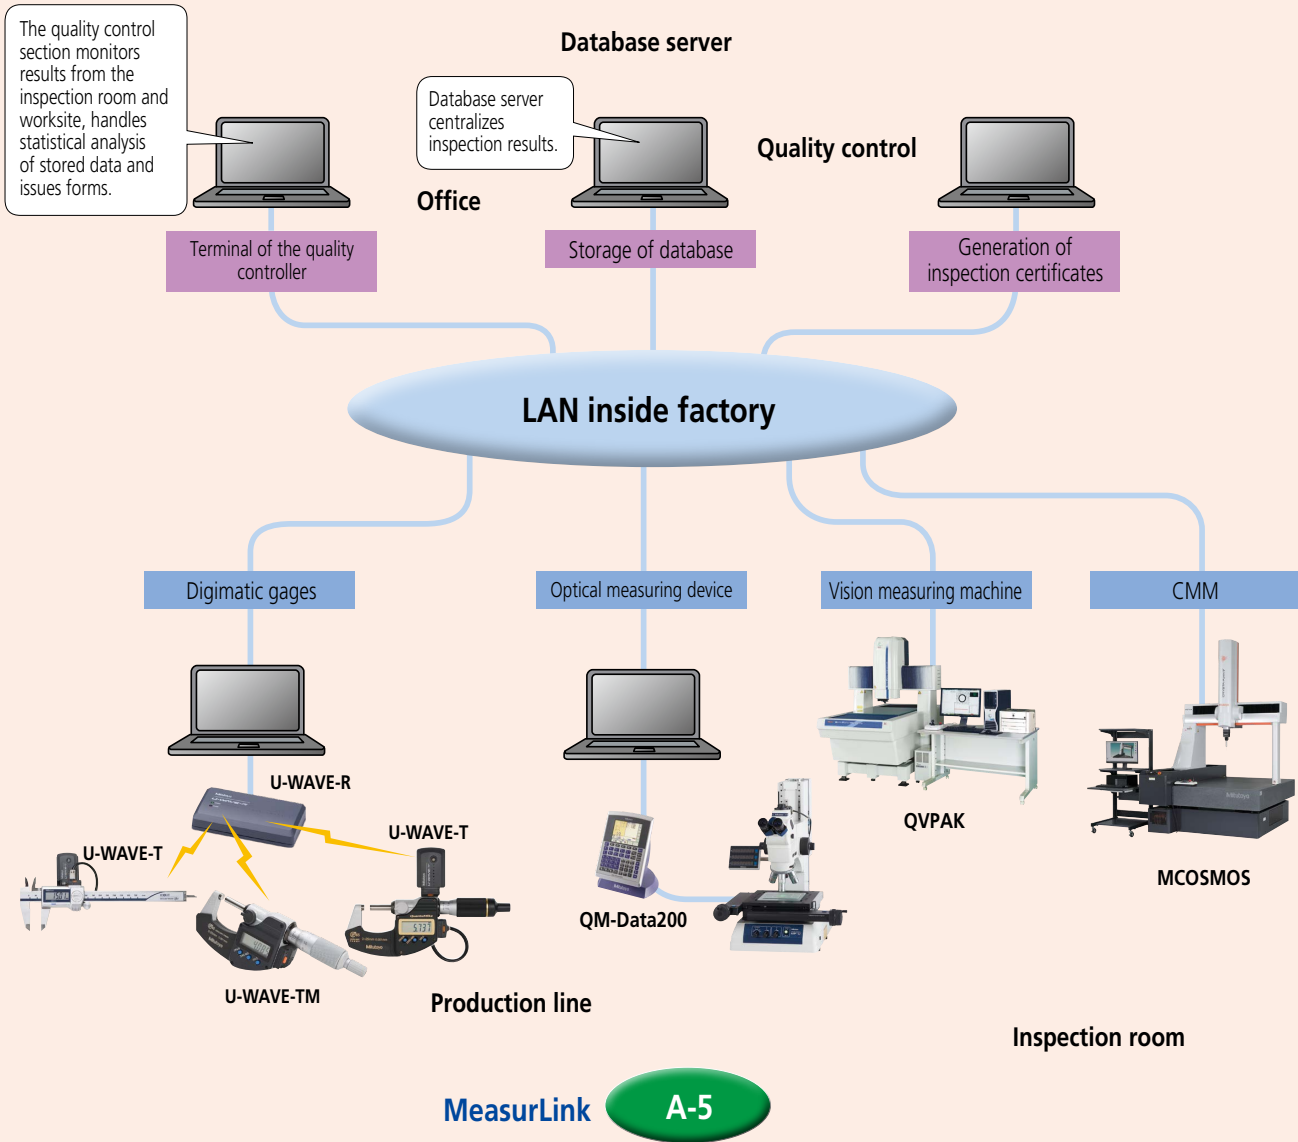 The quality control
section monitors
results from the
inspection room and
worksite, handles
statistical analysis
of stored data and
issues forms.
Database server
Database server
centralizes
inspection results.
Quality control
Office
Terminal of the quality
controller
Storage of database
Generation of
inspection certificates
LAN inside factory
Digimatic gages
Optical measuring device
Vision measuring machine
CMM
U-WAVE-R
U-WAVE-T
U-WAVE-T
U-WAVE-TM
5.737
Mitutoyo
QM-Data200
QVPAK
MCOSMOS
Production line
Inspection room
MeasurLink
A-5